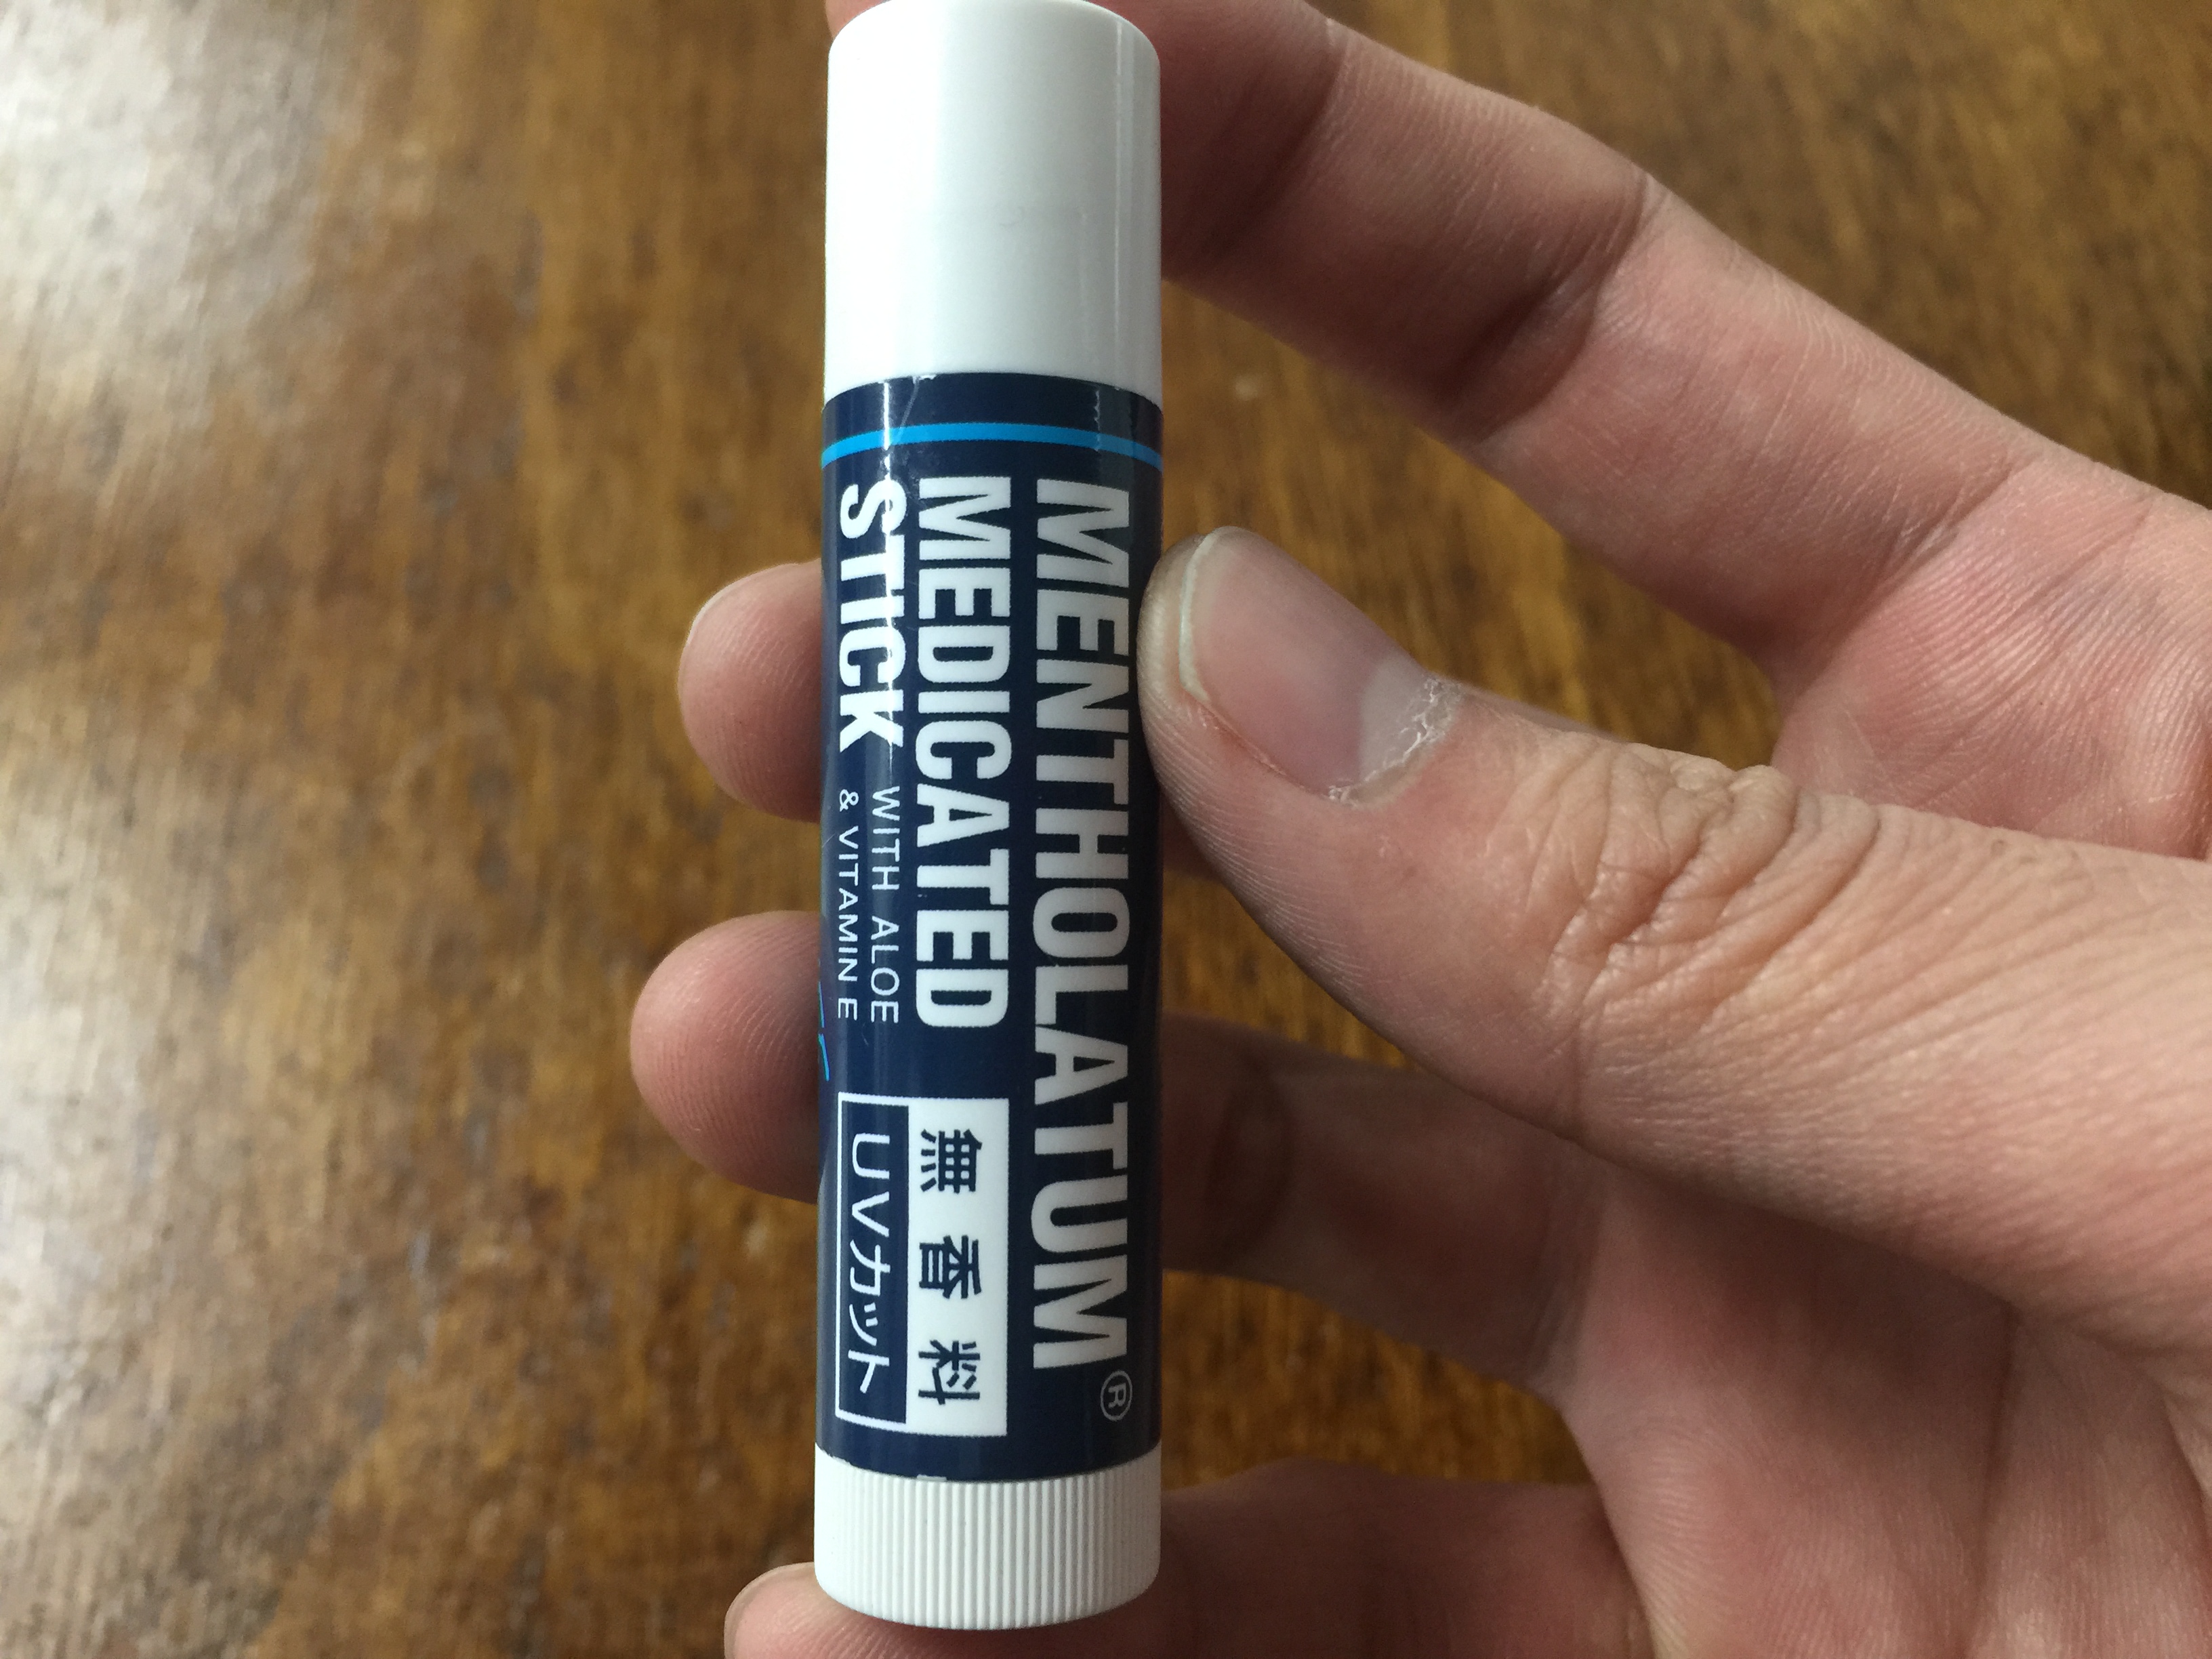 MENTHOLATUM®
MEDICATED
STICK
WITH ALOE
& VITAMIN E
無香料
UVカット